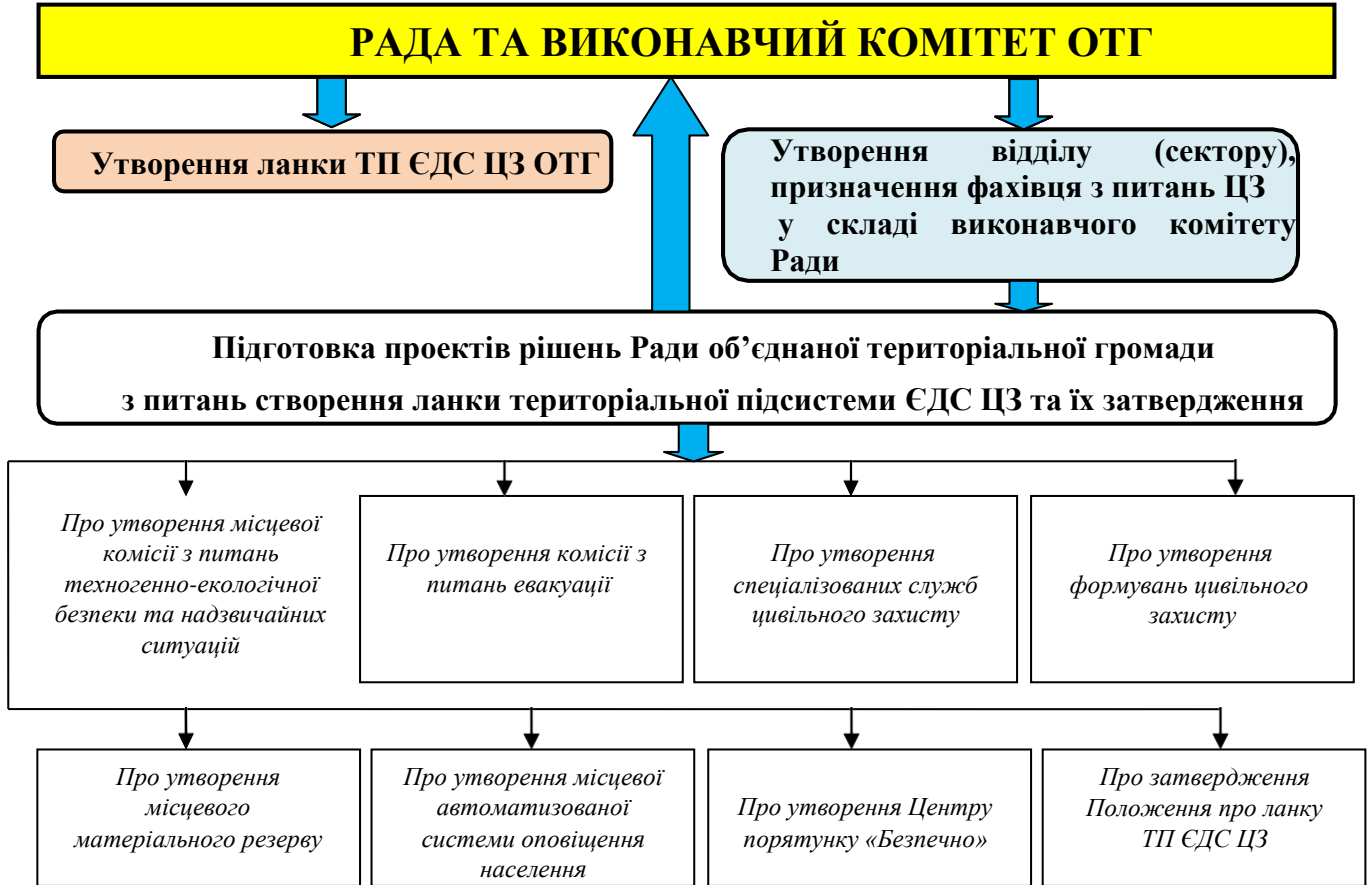 РАДА ТА ВИКОНАВЧИЙ КОМІТЕТ ОТГ
Утворення ланки ТП ЄДС ЦЗ ОТГ
Утворення відділу (сектору),
призначення фахівця з питань ЦЗ
у складі виконавчого комітету
Ради
Підготовка проектів рішень Ради об’єднаної територіальної громади
з питань створення ланки територіальної підсистеми ЄДС ЦЗ та їх затвердження
Про утворення місцевої
комісії з питань
техногенно-екологічної
безпеки та надзвичайних
ситуацій
Про утворення комісії з
питань евакуації
Про утворення
спеціалізованих служб
цивільного захисту
Про утворення
формувань цивільного
захисту
Про утворення
місцевого
матеріального резерву
Про утворення місцевої
автоматизованої
системи оповіщення
населення
Про утворення Центру
порятунку «Безпечно»
Про затвердження
Положення про ланку
ТП ЄДС ЦЗ